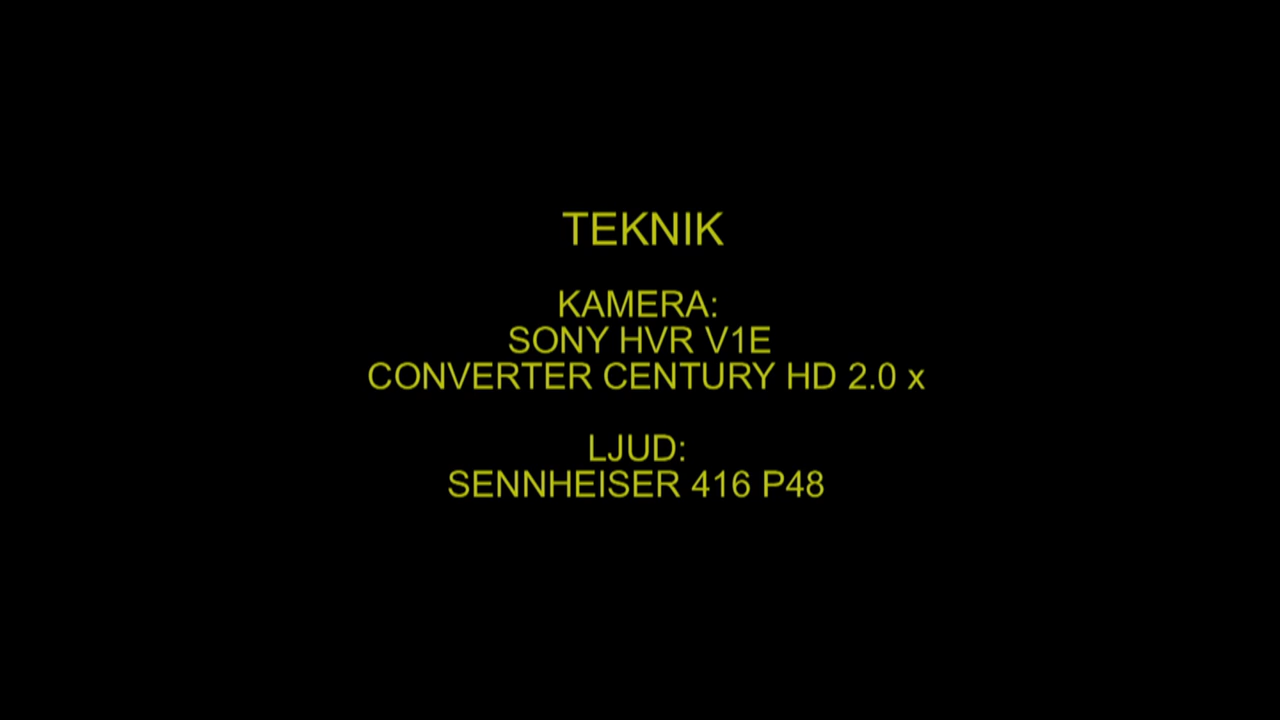 TEKNIK
KAMERA:
SONY HVR V1E
CONVERTER CENTURY HD 2.0 x
LJUD:
SENNHEISER 416 P48